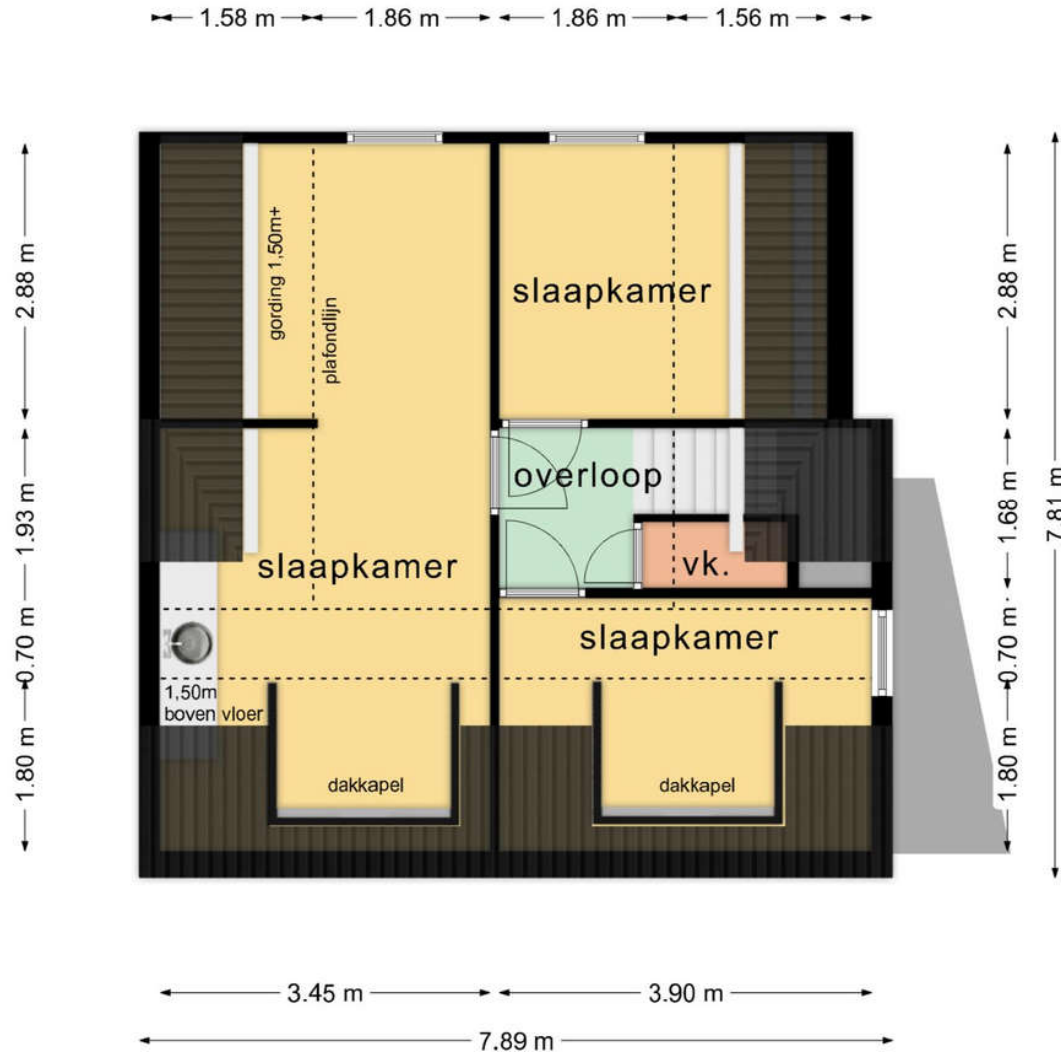 1.58 m
1.86 m
1.86 m
1.56 m
2.88 m
gording 1,50m+
plafondlijn
slaapkamer
2.88 m
overloop
1.93 m
1.68 m
7.81 m
slaapkamer
vk.
slaapkamer
0.70 m
0.70 m
1,50m
boven vloer
1.80 m
dakkapel
dakkapel
1.80 m
3.45 m
3.90 m
7.89 m